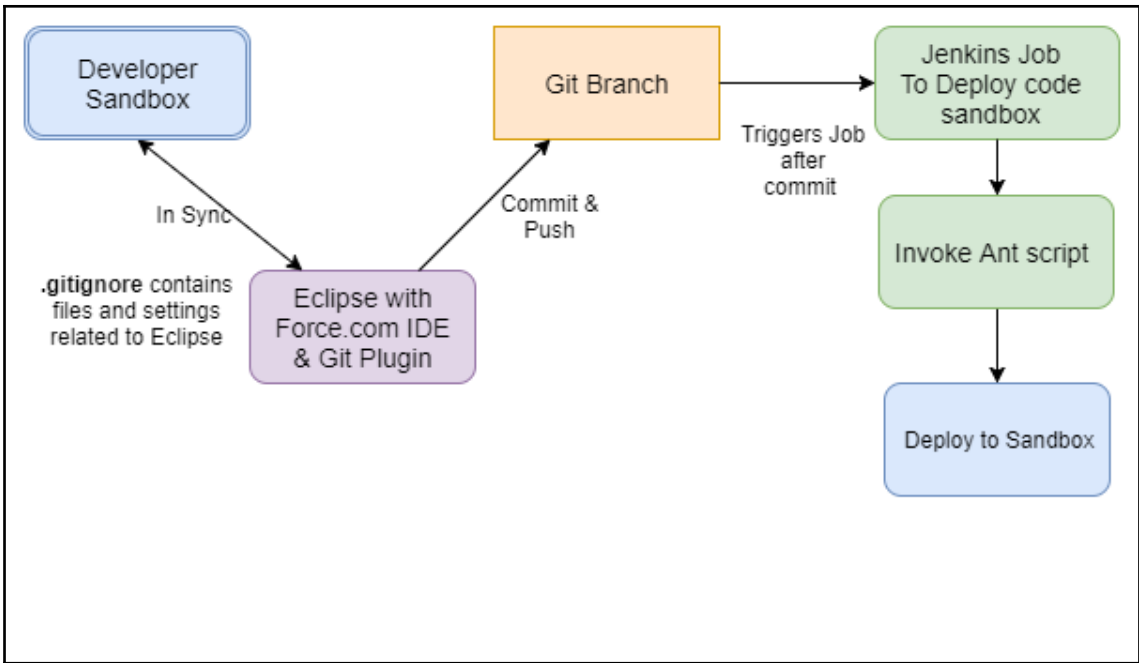 Developer
Sandbox
In Sync
.gitignore contains
files and settings
related to Eclipse
Eclipse with
Force.com IDE
& Git Plugin
Commit &
Push
Git Branch
Triggers Job
after
commit
Jenkins Job
To Deploy code
sandbox
Invoke Ant script
Deploy to Sandbox